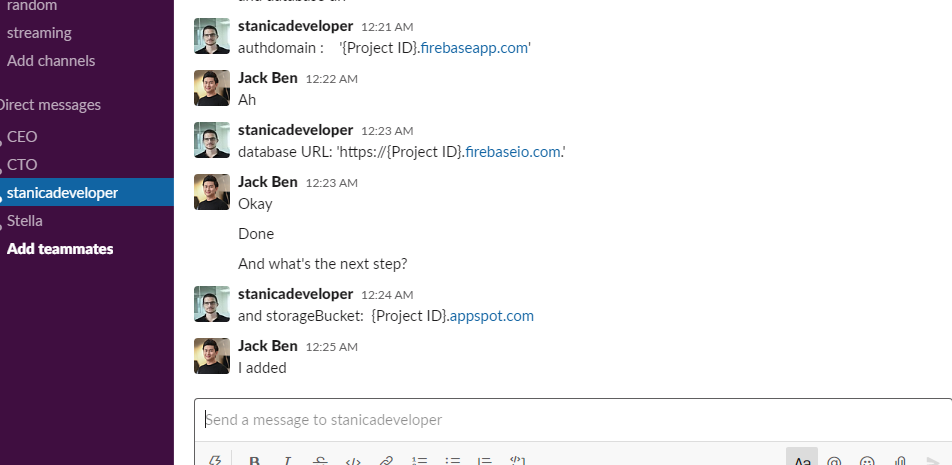 random
streaming
Add channels
Direct messages
CEO
CTO
stanicadeveloper
Stella
Add teammates
stanicadeveloper 12:21 AM
authdomain : '{Project ID}.firebaseapp.com'
Jack Ben 12:22 AM
Ah
stanicadeveloper 12:23 AM
database URL: 'https://{Project ID}.firebaseio.com.'
Jack Ben 12:23 AM
Okay
Done
And what's the next step?
stanicadeveloper 12:24 AM
and storageBucket: {Project ID}.appspot.com
Jack Ben 12:25 AM
I added
Send a message to stanicadeveloper
B I S </> Aa @